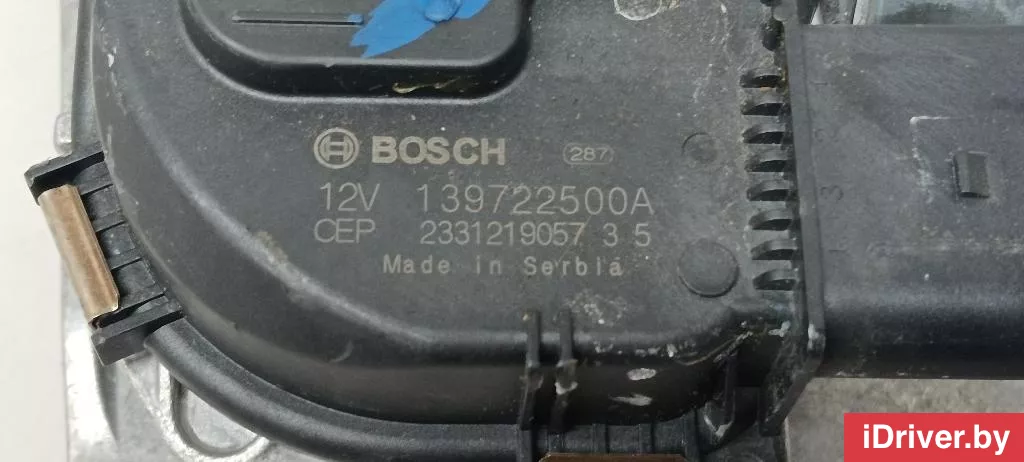 BOSCH 287
12V 139722500A
CEP 2331219057 3 5
Made in Serbia
iDriver.by